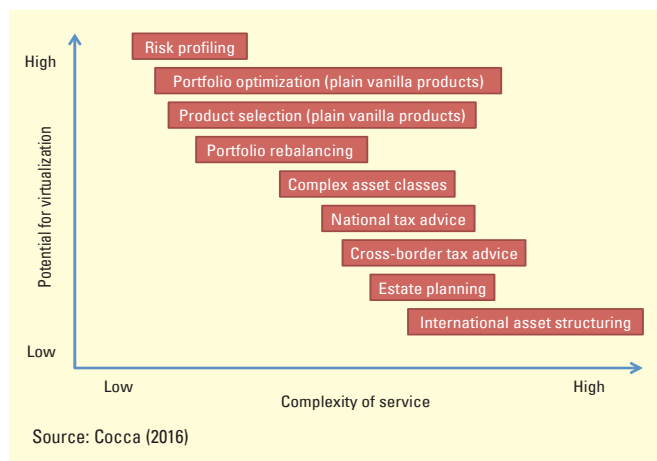 High
Risk profiling
Portfolio optimization (plain vanilla products)
Product selection (plain vanilla products)
Portfolio rebalancing
Complex asset classes
National tax advice
Cross-border tax advice
Estate planning
International asset structuring
Potential for virtualization
Low
Low
High
Complexity of service
Source: Cocca (2016)